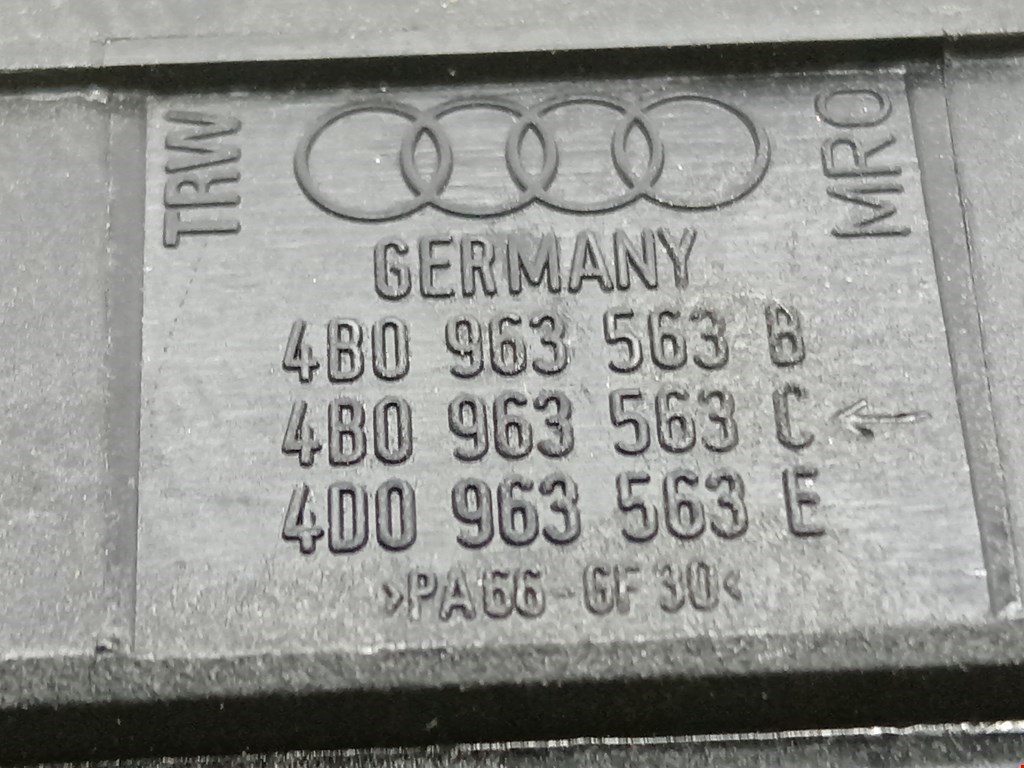 TRW
MRO
GERMANY
4B0 963 563 B
4B0 963 563 C ←
4D0 963 563 E
>PA66-GF30<